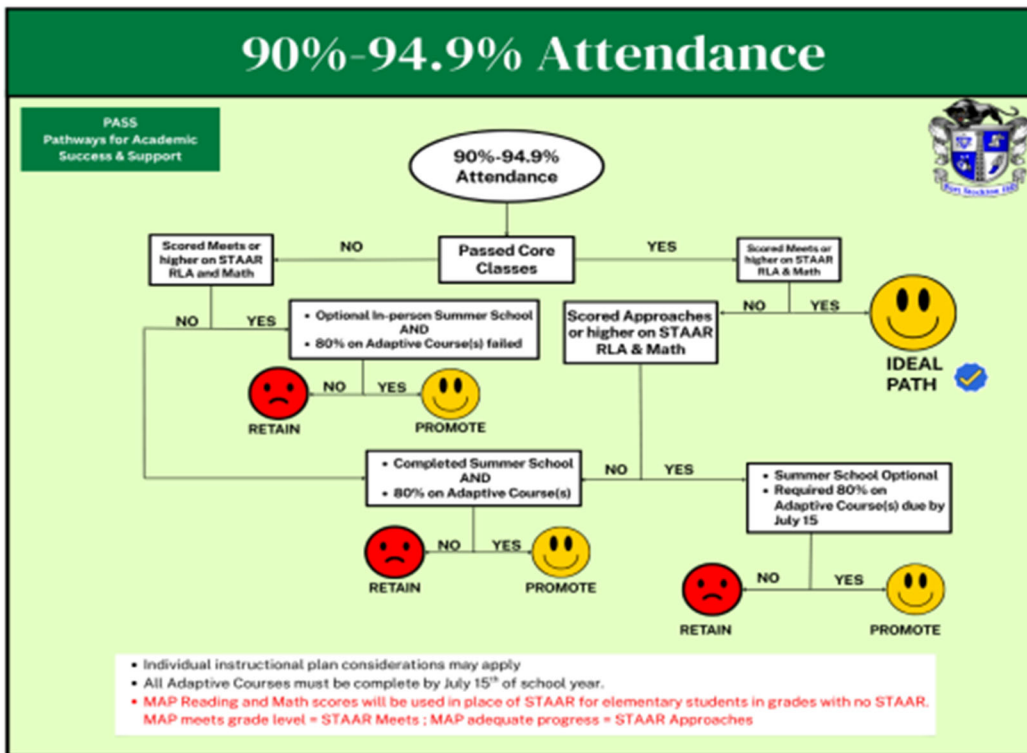 90%-94.9% Attendance
PASS
Pathways for Academic
Success & Support
90%-94.9%
Attendance
Scored Meets or
higher on STAAR
RLA and Math
NO
Passed Core
Classes
YES
Scored Meets or
higher on STAAR
RLA & Math
NO
YES
NO
YES
• Optional In-person Summer School
AND
• 80% on Adaptive Course(s) failed
Scored Approaches
or higher on STAAR
RLA & Math
IDEAL
PATH
NO
YES
RETAIN
PROMOTE
• Completed Summer School
AND
• 80% on Adaptive Course(s)
NO
YES
• Summer School Optional
• Required 80% on
Adaptive Course(s) due by
July 15
NO
YES
RETAIN
PROMOTE
NO
YES
RETAIN
PROMOTE
• Individual instructional plan considerations may apply
• All Adaptive Courses must be complete by July 15th of school year.
• MAP Reading and Math scores will be used in place of STAAR for elementary students in grades with no STAAR.
MAP meets grade level = STAAR Meets ; MAP adequate progress = STAAR Approaches